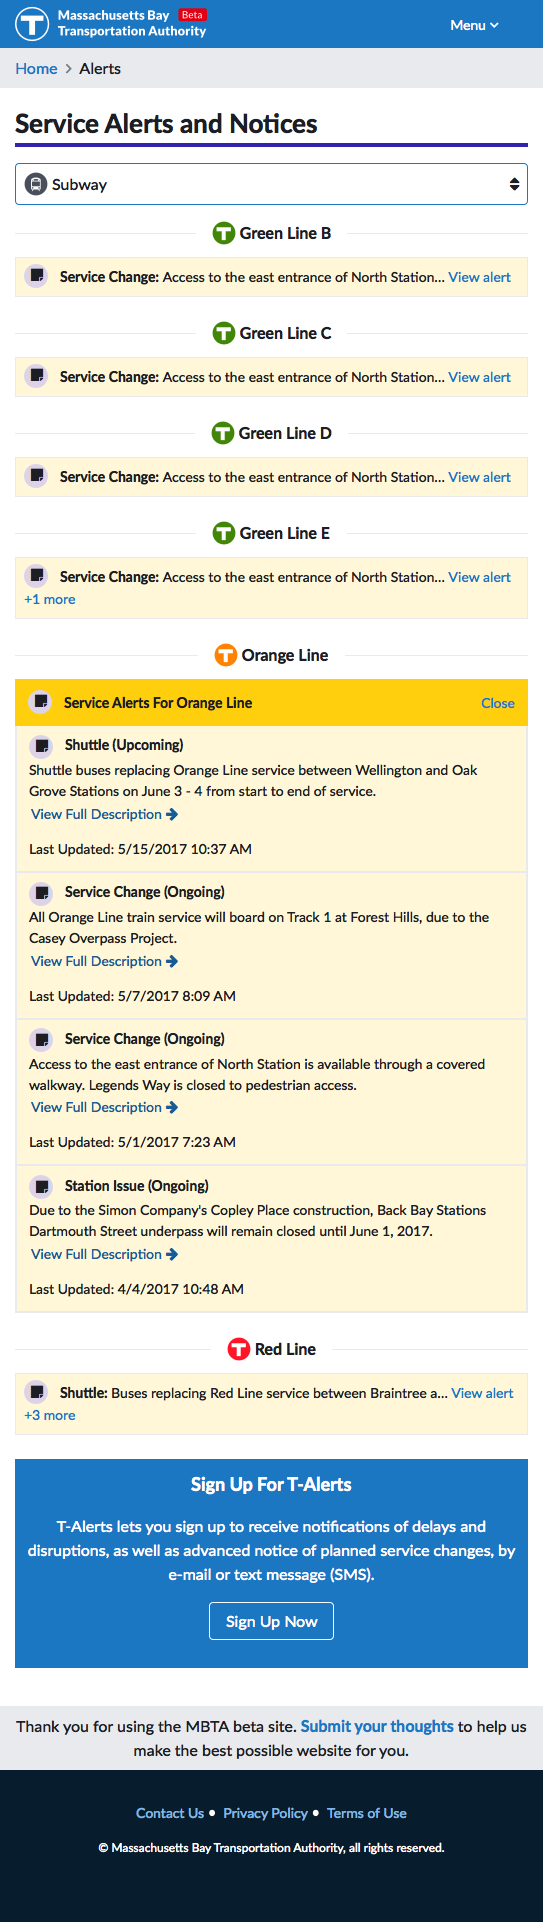 Massachusetts Bay Beta
Transportation Authority
Menu
Home > Alerts
Service Alerts and Notices
Subway
T Green Line B
Service Change: Access to the east entrance of North Station... View alert
T Green Line C
Service Change: Access to the east entrance of North Station... View alert
T Green Line D
Service Change: Access to the east entrance of North Station... View alert
T Green Line E
Service Change: Access to the east entrance of North Station... View alert
+1 more
T Orange Line
Service Alerts For Orange Line Close
Shuttle (Upcoming)
Shuttle buses replacing Orange Line service between Wellington and Oak
Grove Stations on June 3 - 4 from start to end of service.
View Full Description
Last Updated: 5/15/2017 10:37 AM
Service Change (Ongoing)
All Orange Line train service will board on Track 1 at Forest Hills, due to the
Casey Overpass Project.
View Full Description
Last Updated: 5/7/2017 8:09 AM
Service Change (Ongoing)
Access to the east entrance of North Station is available through a covered
walkway. Legends Way is closed to pedestrian access.
View Full Description
Last Updated: 5/1/2017 7:23 AM
Station Issue (Ongoing)
Due to the Simon Company's Copley Place construction, Back Bay Stations
Dartmouth Street underpass will remain closed until June 1, 2017.
View Full Description
Last Updated: 4/4/2017 10:48 AM
T Red Line
Shuttle: Buses replacing Red Line service between Braintree a... View alert
+3 more
Sign Up For T-Alerts
T-Alerts lets you sign up to receive notifications of delays and
disruptions, as well as advanced notice of planned service changes, by
e-mail or text message (SMS).
Sign Up Now
Thank you for using the MBTA beta site. Submit your thoughts to help us
make the best possible website for you.
Contact Us • Privacy Policy • Terms of Use
© Massachusetts Bay Transportation Authority, all rights reserved.